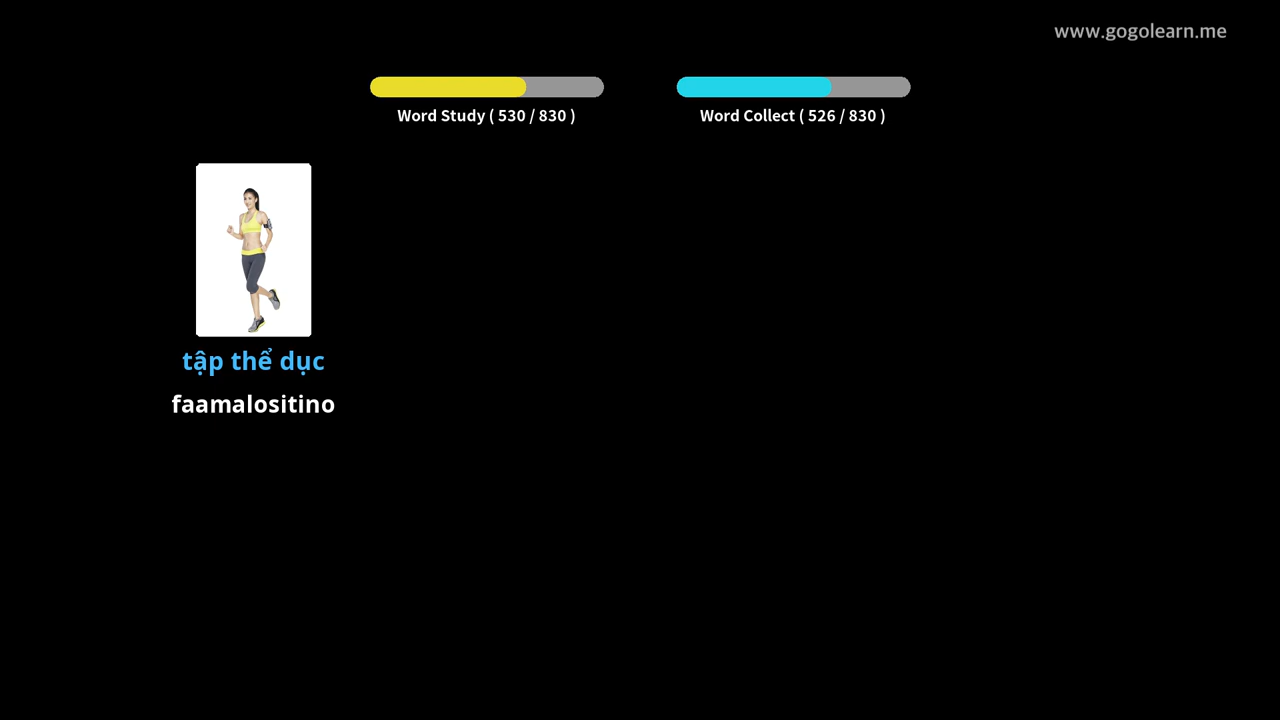 www.gogolearn.me
Word Study ( 530 / 830 )
Word Collect ( 526 / 830 )
tập thể dục
faamalositino